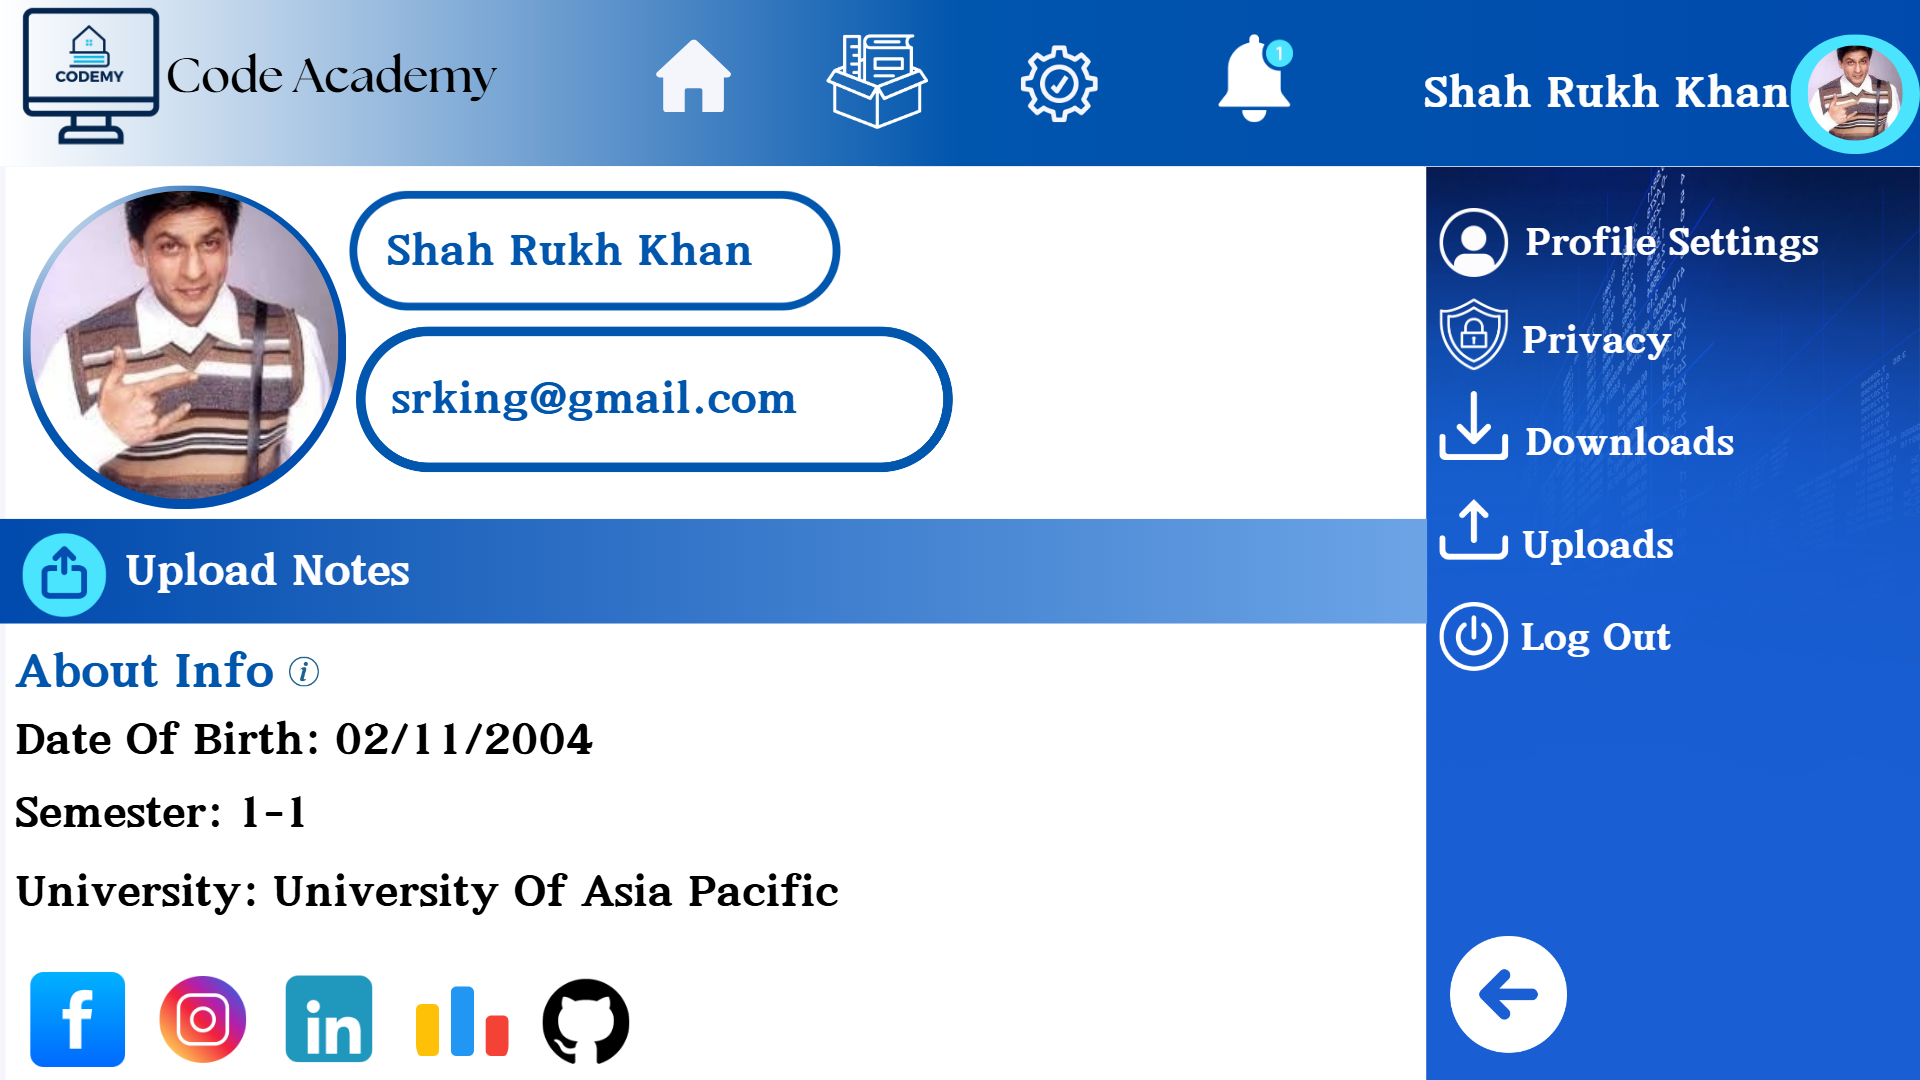 CODEMY
Code Academy
1
Shah Rukh Khan
Shah Rukh Khan
srking@gmail.com
Upload Notes
About Info i
Date Of Birth: 02/11/2004
Semester: 1-1
University: University Of Asia Pacific
f
in
Profile Settings
Privacy
Downloads
Uploads
Log Out